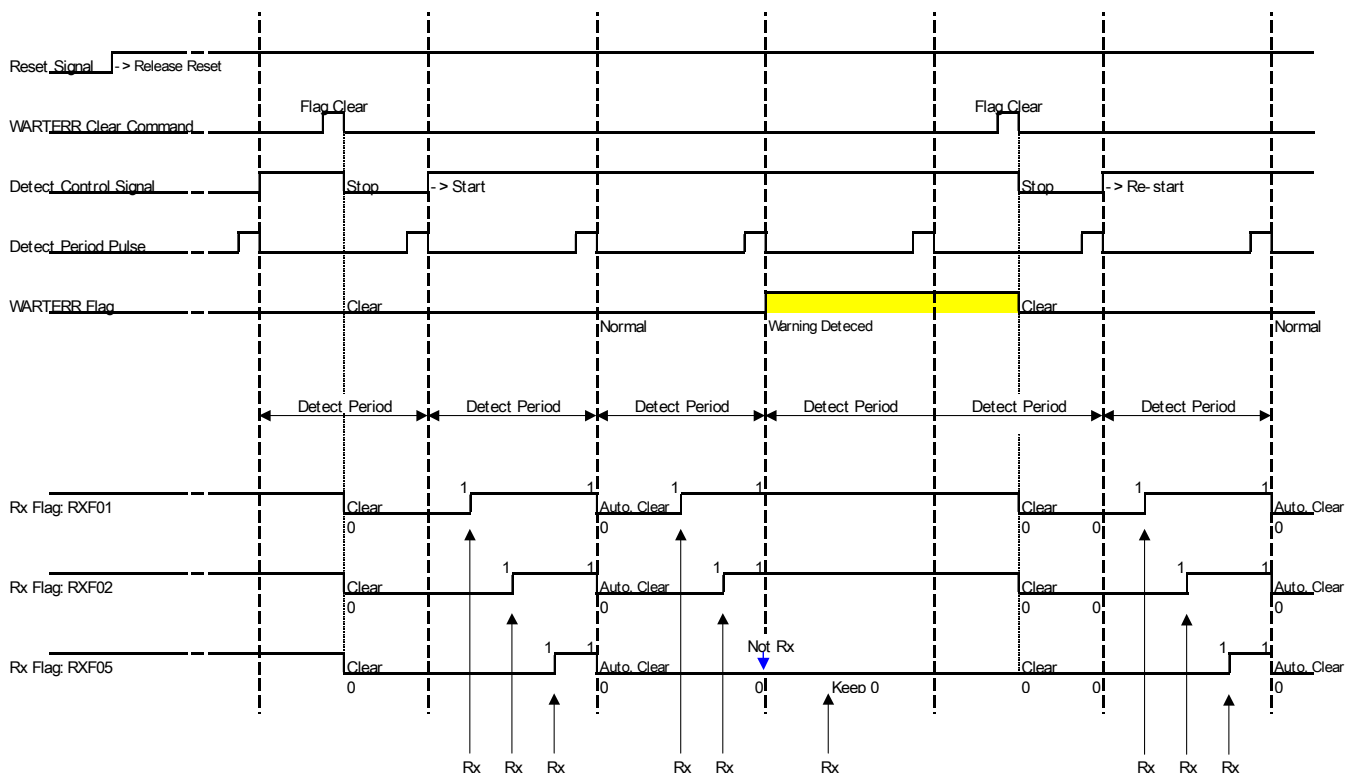 Reset Signal -> Release Reset
Flag Clear Flag Clear
WARTERR Clear Command
Detect Control Signal Stop -> Start Stop -> Re-start
Detect Period Pulse
WARTERR Flag Clear Clear
Normal Warning Deteced Normal
Detect Period Detect Period Detect Period Detect Period Detect Period Detect Period
1 1 1 1 1 1
Rx Flag: RXF01 Clear Auto. Clear Clear Auto. Clear
0 0 0 0 0
1 1 1 1 1 1
Rx Flag: RXF02 Clear Auto. Clear Clear Auto. Clear
0 0 0 0 0
1 1 Not Rx 1 1
Rx Flag: RXF05 Clear Auto. Clear Clear Auto. Clear
0 0 0 Keep 0 0 0 0
Rx Rx Rx Rx Rx Rx Rx Rx Rx